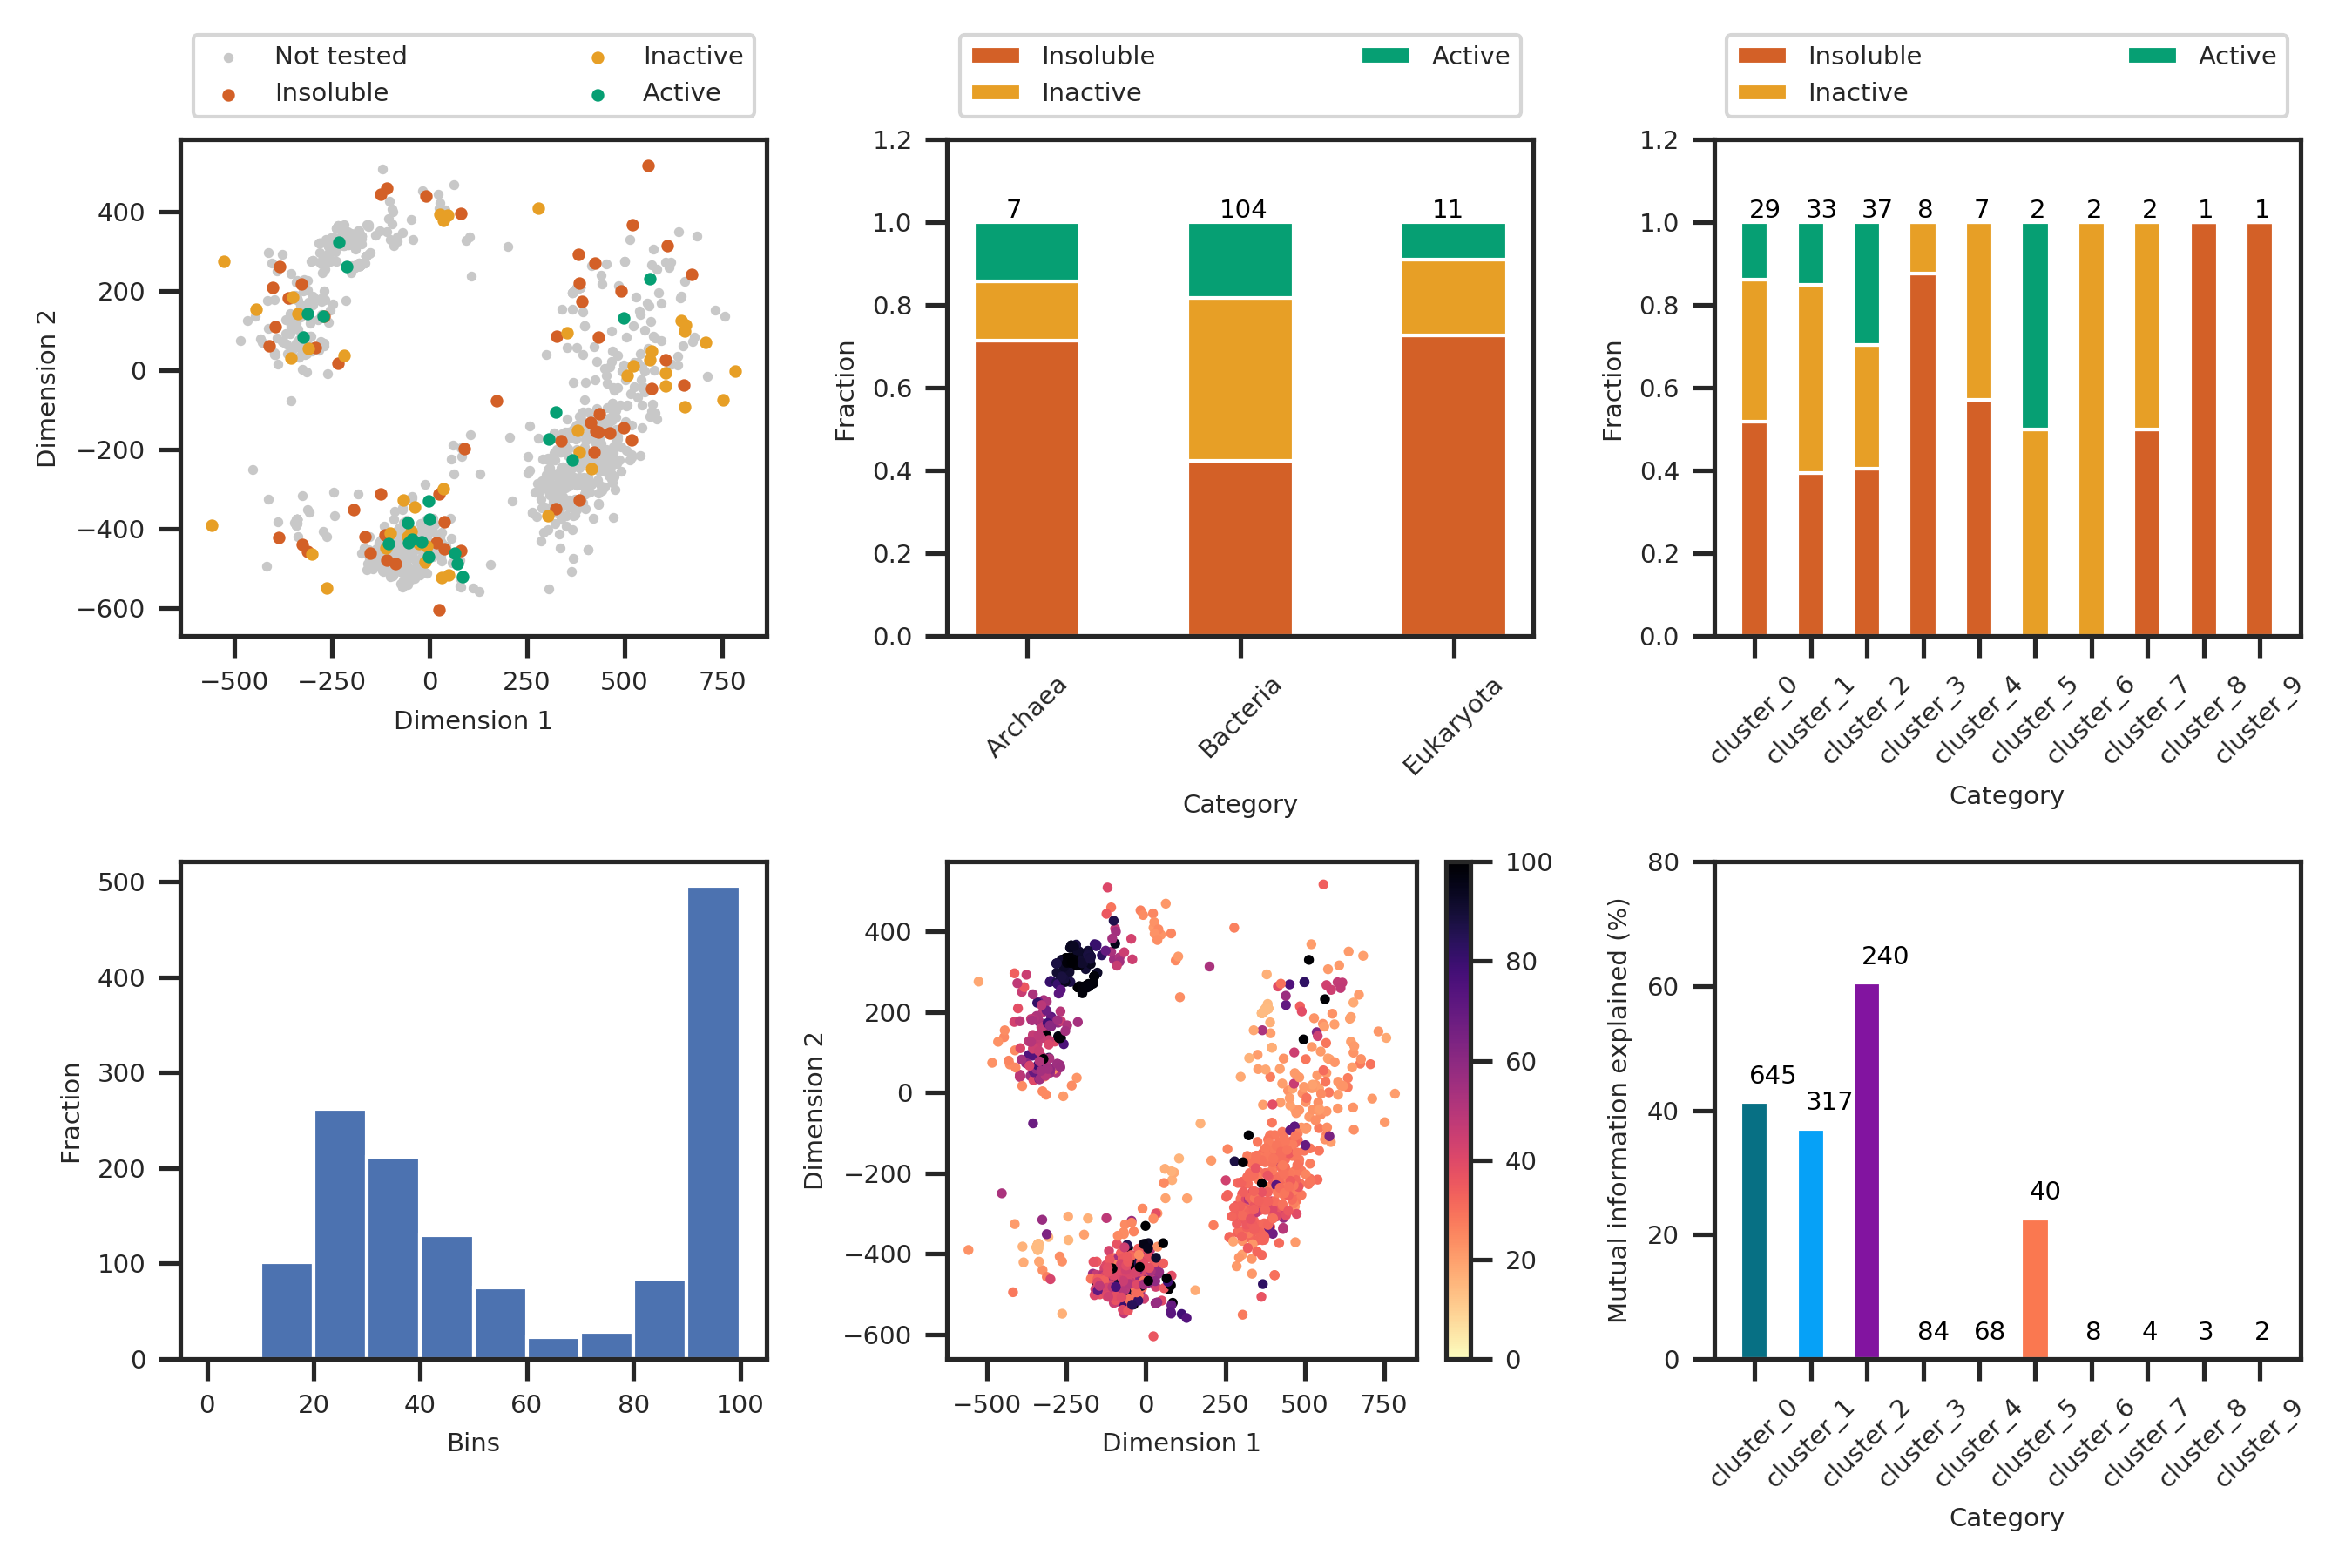 Not tested
Insoluble
Inactive
Active
400
200
0
−200
−400
−600
Dimension 2
−500 −250 0 250 500 750
Dimension 1
Insoluble
Inactive
Active
1.2
1.0
0.8
0.6
0.4
0.2
0.0
Fraction
7 104 11
Archaea Bacteria Eukaryota
Category
Insoluble
Inactive
Active
1.2
1.0
0.8
0.6
0.4
0.2
0.0
Fraction
29 33 37 8 7 2 2 2 1 1
cluster_0 cluster_1 cluster_2 cluster_3 cluster_4 cluster_5 cluster_6 cluster_7 cluster_8 cluster_9
Category
500
400
300
200
100
0
Fraction
0 20 40 60 80 100
Bins
400
200
0
−200
−400
−600
Dimension 2
−500 −250 0 250 500 750
Dimension 1
100
80
60
40
20
0
80
60
40
20
0
Mutual information explained (%)
645 317 240 84 68 40 8 4 3 2
cluster_0 cluster_1 cluster_2 cluster_3 cluster_4 cluster_5 cluster_6 cluster_7 cluster_8 cluster_9
Category